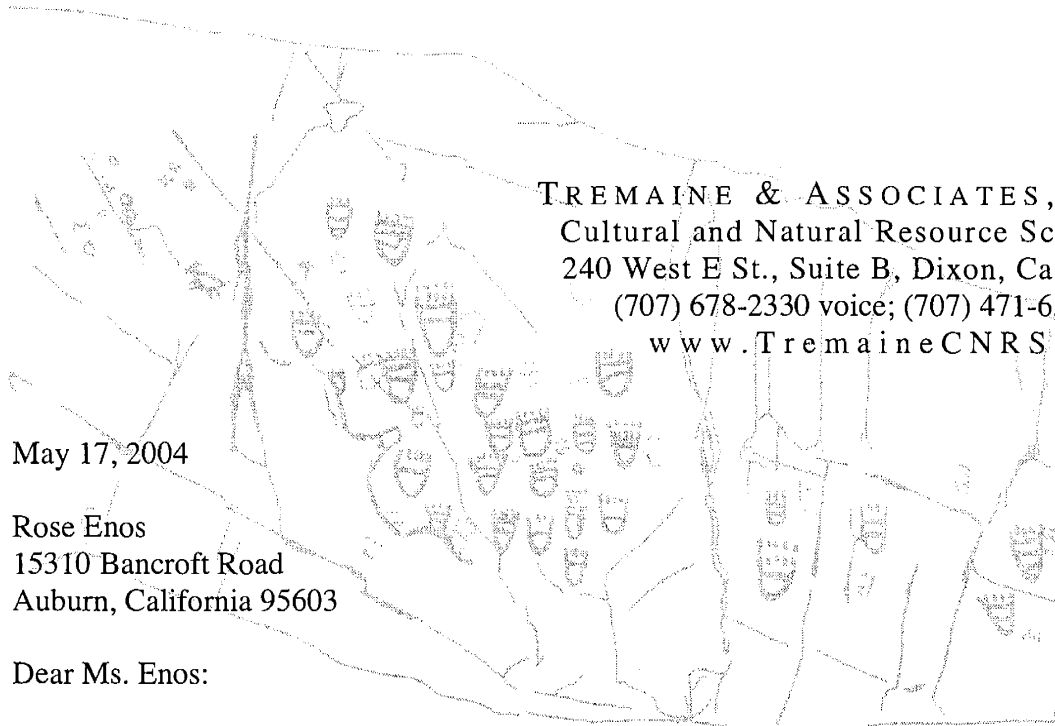 TREMAINE & ASSOCIATES,
Cultural and Natural Resource Sc
240 West E St., Suite B, Dixon, Ca
(707) 678-2330 voice; (707) 471-6
www.TremaineCNRS
May 17, 2004
Rose Enos
15310 Bancroft Road
Auburn, California 95603
Dear Ms. Enos: